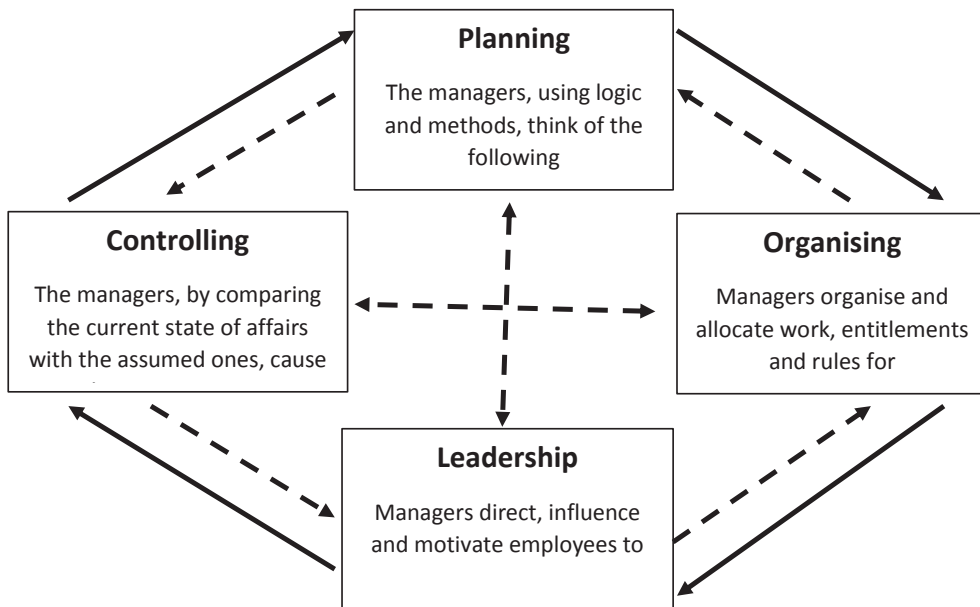 Planning
The managers, using logic
and methods, think of the
following
Controlling
The managers, by comparing
the current state of affairs
with the assumed ones, cause
Organising
Managers organise and
allocate work, entitlements
and rules for
Leadership
Managers direct, influence
and motivate employees to